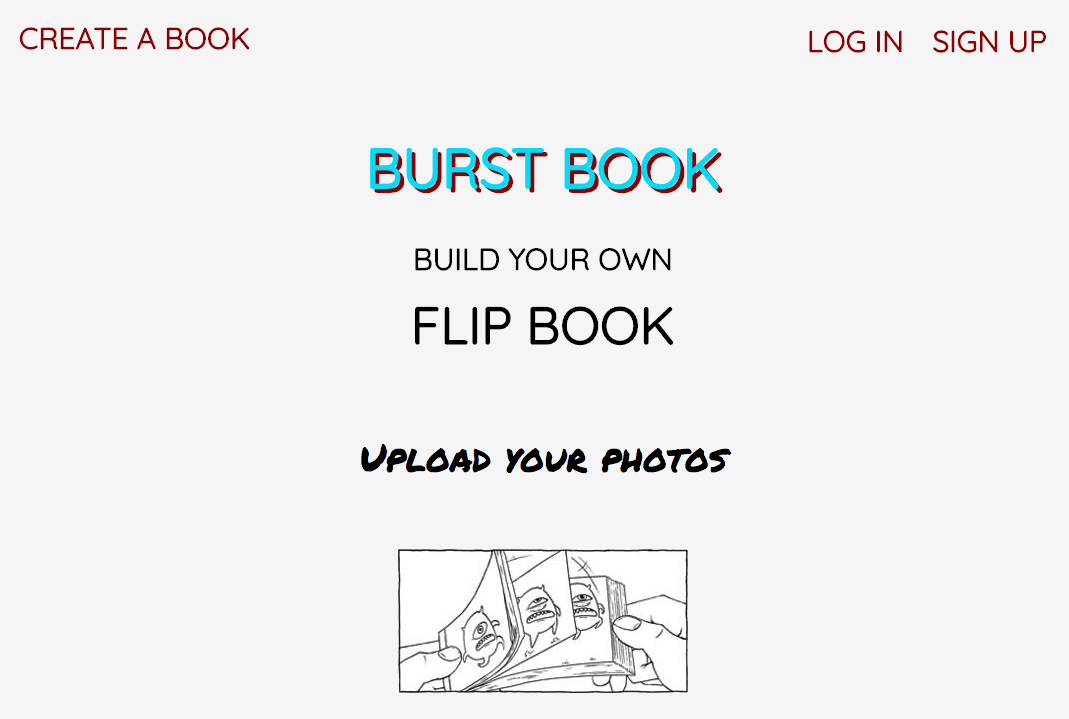 CREATE A BOOK
LOG IN
SIGN UP
BURST BOOK
BUILD YOUR OWN
FLIP BOOK
UPLOAD YOUR PHOTOS